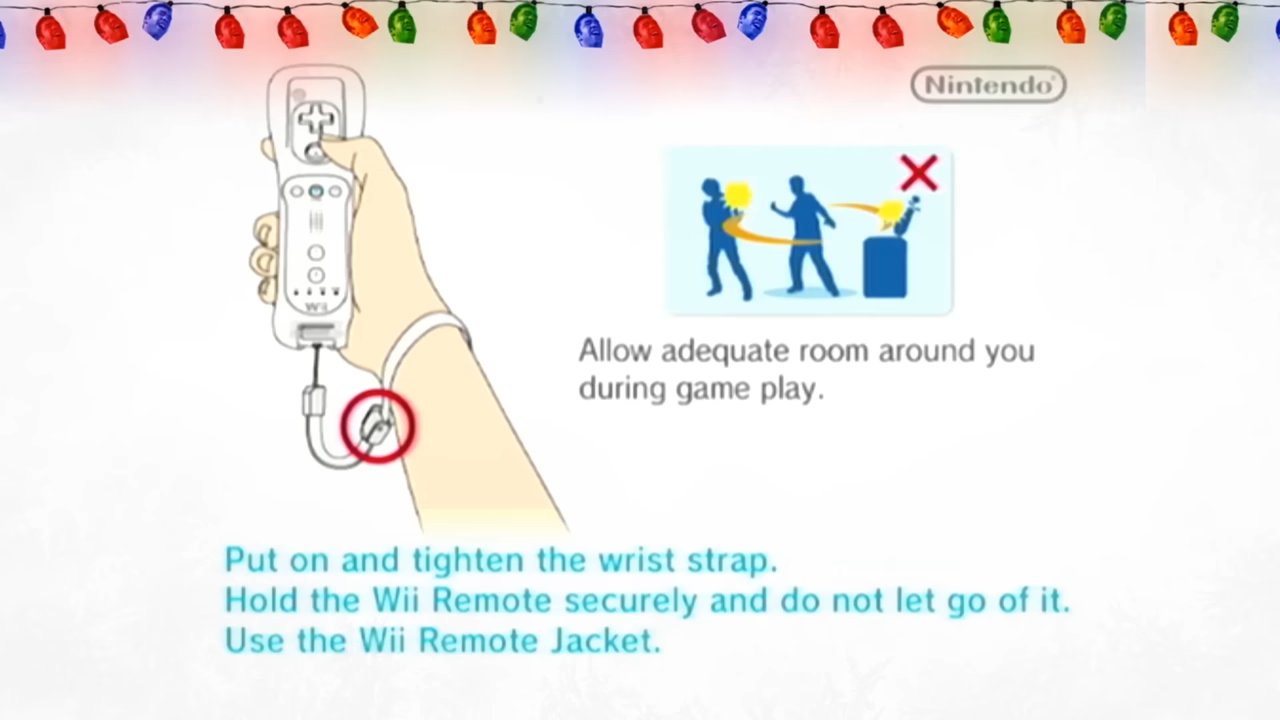 Nintendo
Wii
Allow adequate room around you
during game play.
Put on and tighten the wrist strap.
Hold the Wii Remote securely and do not let go of it.
Use the Wii Remote Jacket.